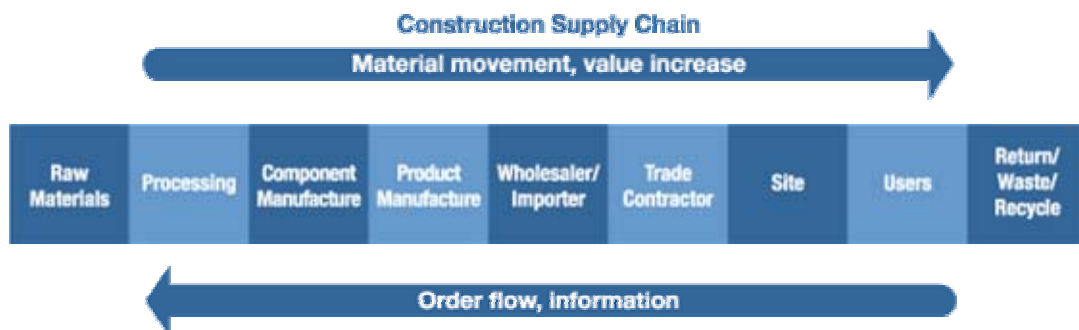 Construction Supply Chain
Material movement, value increase
Raw
Materials
Processing
Component
Manufacture
Product
Manufacture
Wholesaler/
Importer
Trade
Contractor
Site
Users
Return/
Waste/
Recycle
Order flow, information